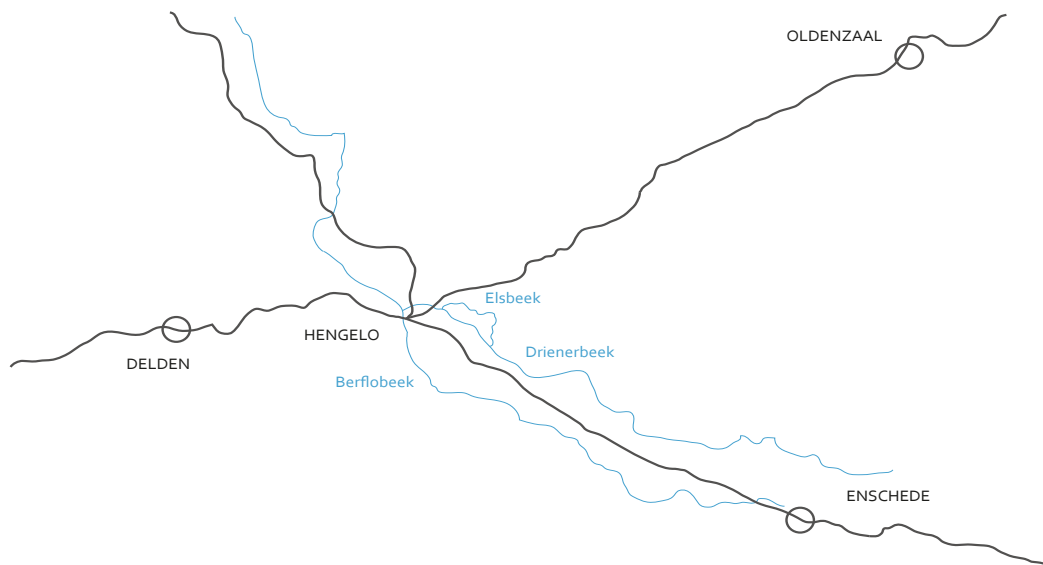 OLDENZAAL
Elsbeek
HENGELO
Drienerbeek
DELDEN
Berflobeek
ENSCHEDE